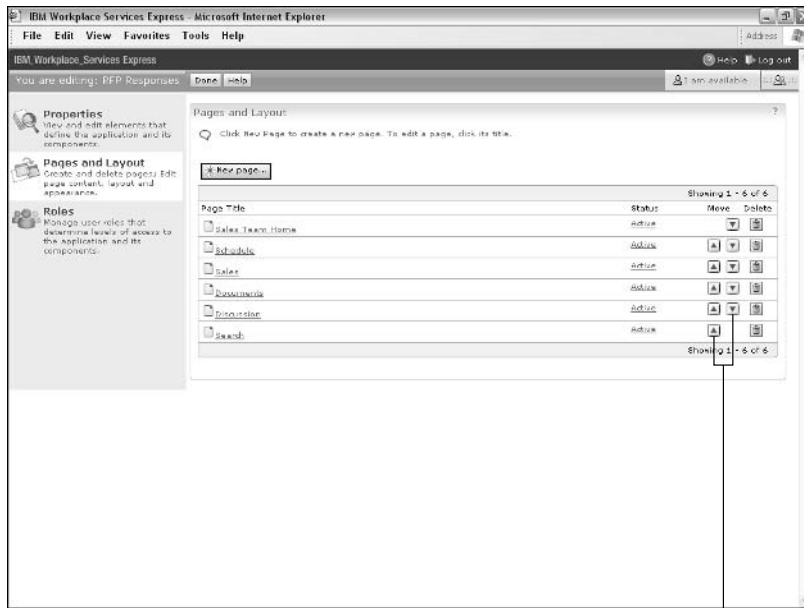 IBM Workplace Services Express - Microsoft Internet Explorer
File Edit View Favorites Tools Help
Address
IBM Workplace Services Express
Help Log out
You are editing: RFP Responses Done Help
I am available
Properties
View and edit elements that
define the application and its
components.
Pages and Layout
Create and delete pages; Edit
page content, layout and
appearance.
Roles
Manage user roles that
determine levels of access to
the application and its
components.
Pages and Layout ?
Click New Page to create a new page. To edit a page, click its title.
New page...
Showing 1 - 6 of 6
Page Title Status Move Delete
Sales Team Home Active
Schedule Active
Sales Active
Documents Active
Discussion Active
Search Active
Showing 1 - 6 of 6